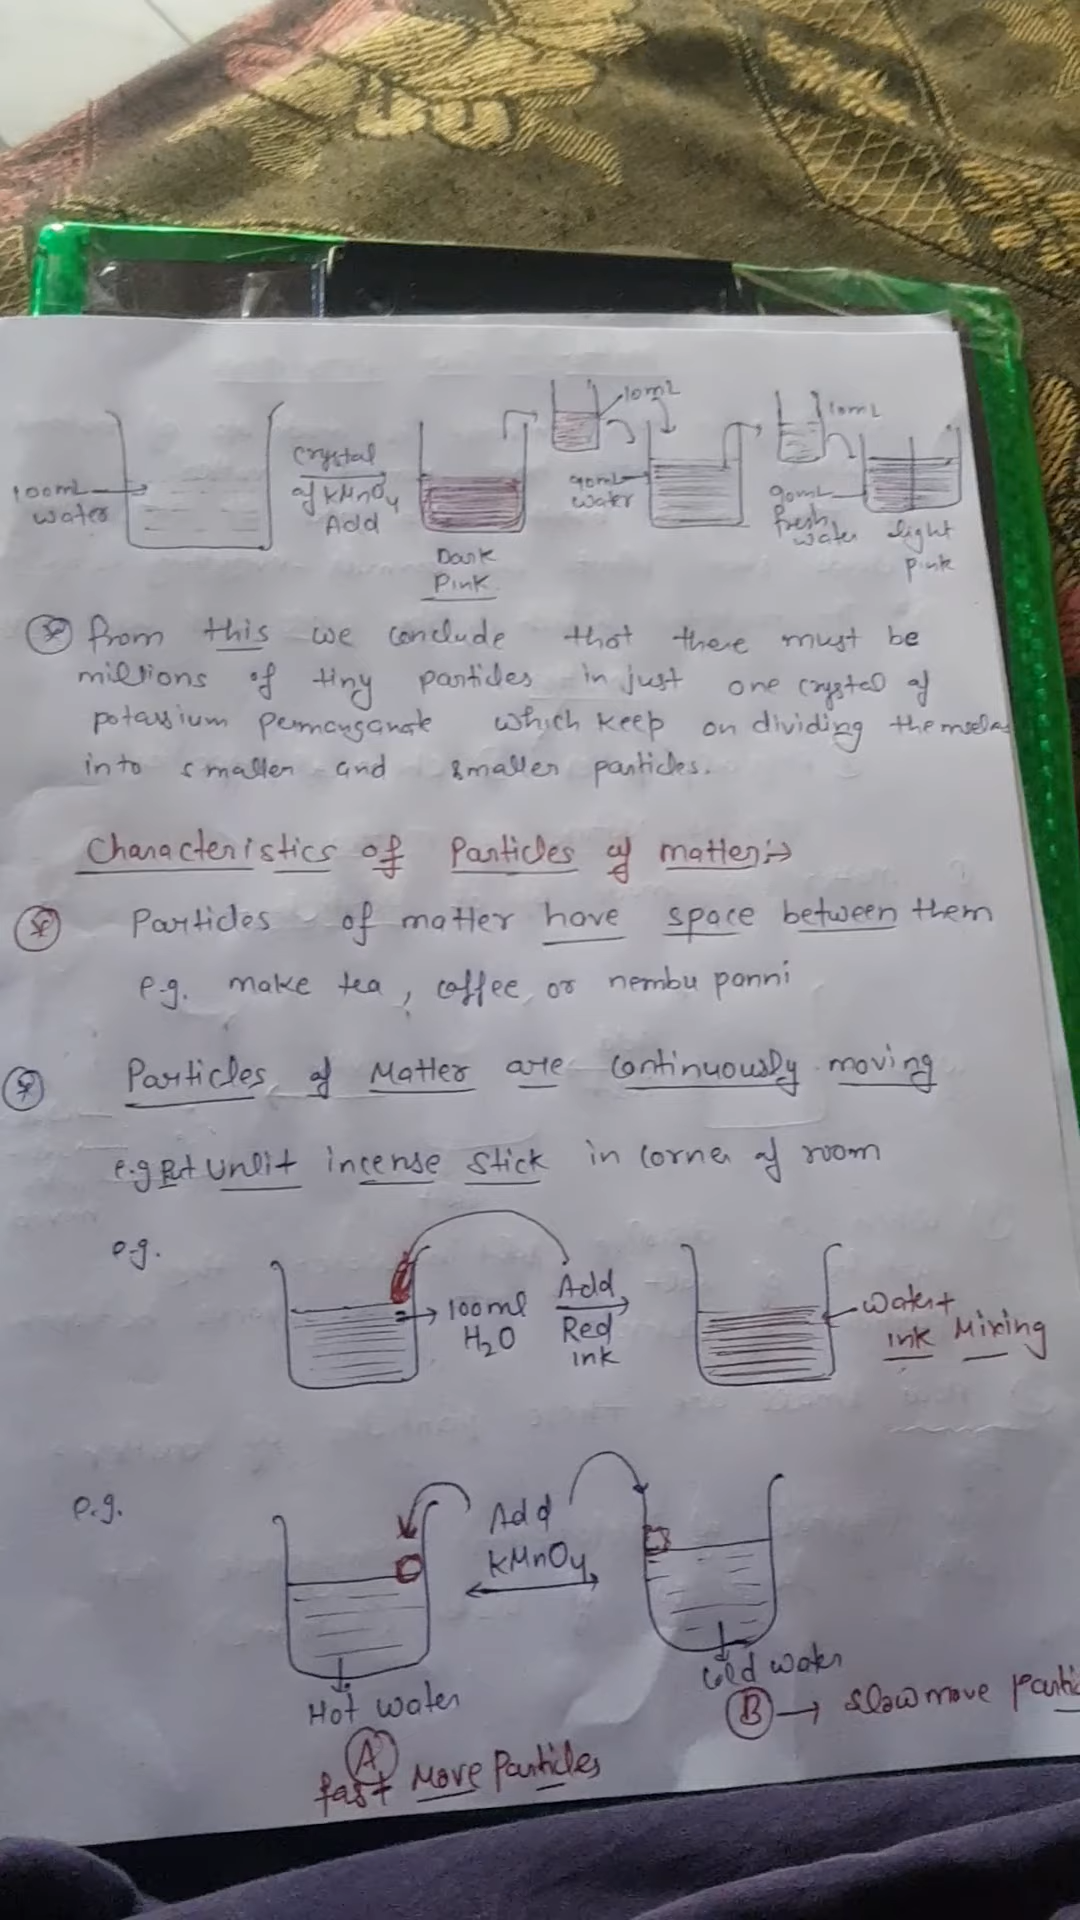 100mL water
Crystal of KMnO4 Add
Dark Pink
10mL
90mL water
10mL
90mL fresh water
light pink
from this we conclude that there must be
millions of tiny particles in just one crystal of
potassium permanganate which keep on dividing themselves
into smaller and smaller particles.
Characteristics of Particles of matter:→
Particles of matter have space between them
e.g. make tea, coffee, or nembu panni
Particles of Matter are continuously moving
e.g Put unlit incense stick in corner of room
e.g.
100ml H2O
Add Red ink
Water + ink Mixing
e.g.
Add KMnO4
Hot water
Cold water
(A) fast Move Particles
(B) → slow move parti